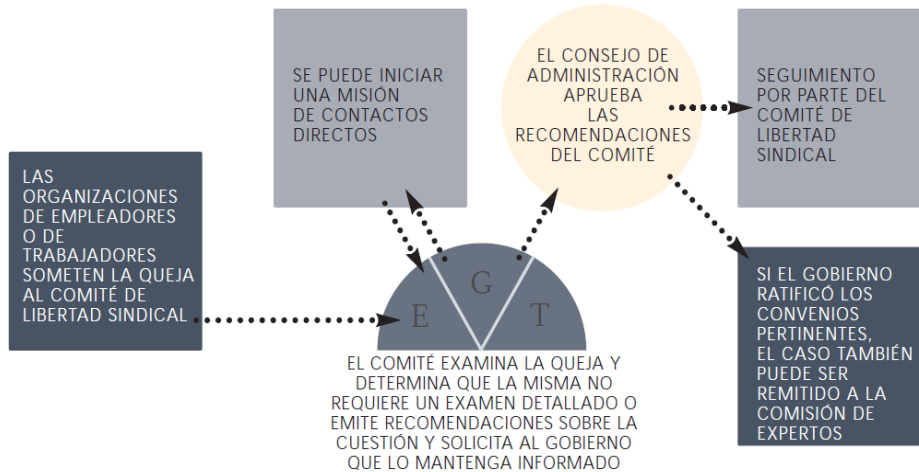 LAS
ORGANIZACIONES
DE EMPLEADORES
O DE
TRABAJADORES
SOMETEN LA QUEJA
AL COMITÉ DE
LIBERTAD SINDICAL
SE PUEDE INICIAR
UNA MISIÓN
DE CONTACTOS
DIRECTOS
E
G
T
EL COMITÉ EXAMINA LA QUEJA Y
DETERMINA QUE LA MISMA NO
REQUIERE UN EXAMEN DETALLADO O
EMITE RECOMENDACIONES SOBRE LA
CUESTIÓN Y SOLICITA AL GOBIERNO
QUE LO MANTENGA INFORMADO
EL CONSEJO DE
ADMINISTRACIÓN
APRUEBA
LAS
RECOMENDACIONES
DEL COMITÉ
SEGUIMIENTO
POR PARTE DEL
COMITÉ DE
LIBERTAD
SINDICAL
SI EL GOBIERNO
RATIFICÓ LOS
CONVENIOS
PERTINENTES,
EL CASO TAMBIÉN
PUEDE SER
REMITIDO A LA
COMISIÓN DE
EXPERTOS